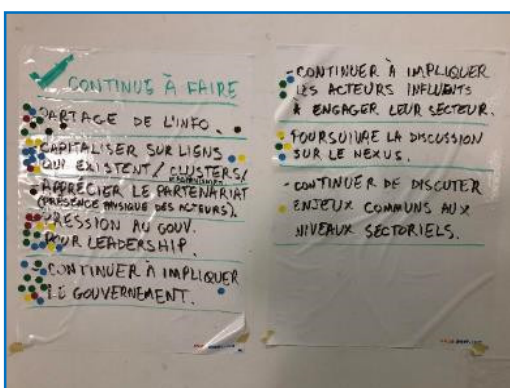 CONTINUE À FAIRE
PARTAGE DE L'INFO.
CAPITALISER SUR LIENS
QUI EXISTENT / CLUSTERS /
APPRÉCIER LE PARTENARIAT
(PRÉSENCE PHYSIQUE DES ACTEURS).
PRESSION AU GOUV.
POUR LEADERSHIP.
- CONTINUER À IMPLIQUER
LE GOUVERNEMENT.
- CONTINUER À IMPLIQUER
LES ACTEURS INFLUENTS
À ENGAGER LEUR SECTEUR.
POURSUIVRE LA DISCUSSION
SUR LE NEXUS.
- CONTINUER DE DISCUTER
ENJEUX COMMUNS AUX
NIVEAUX SECTORIELS.